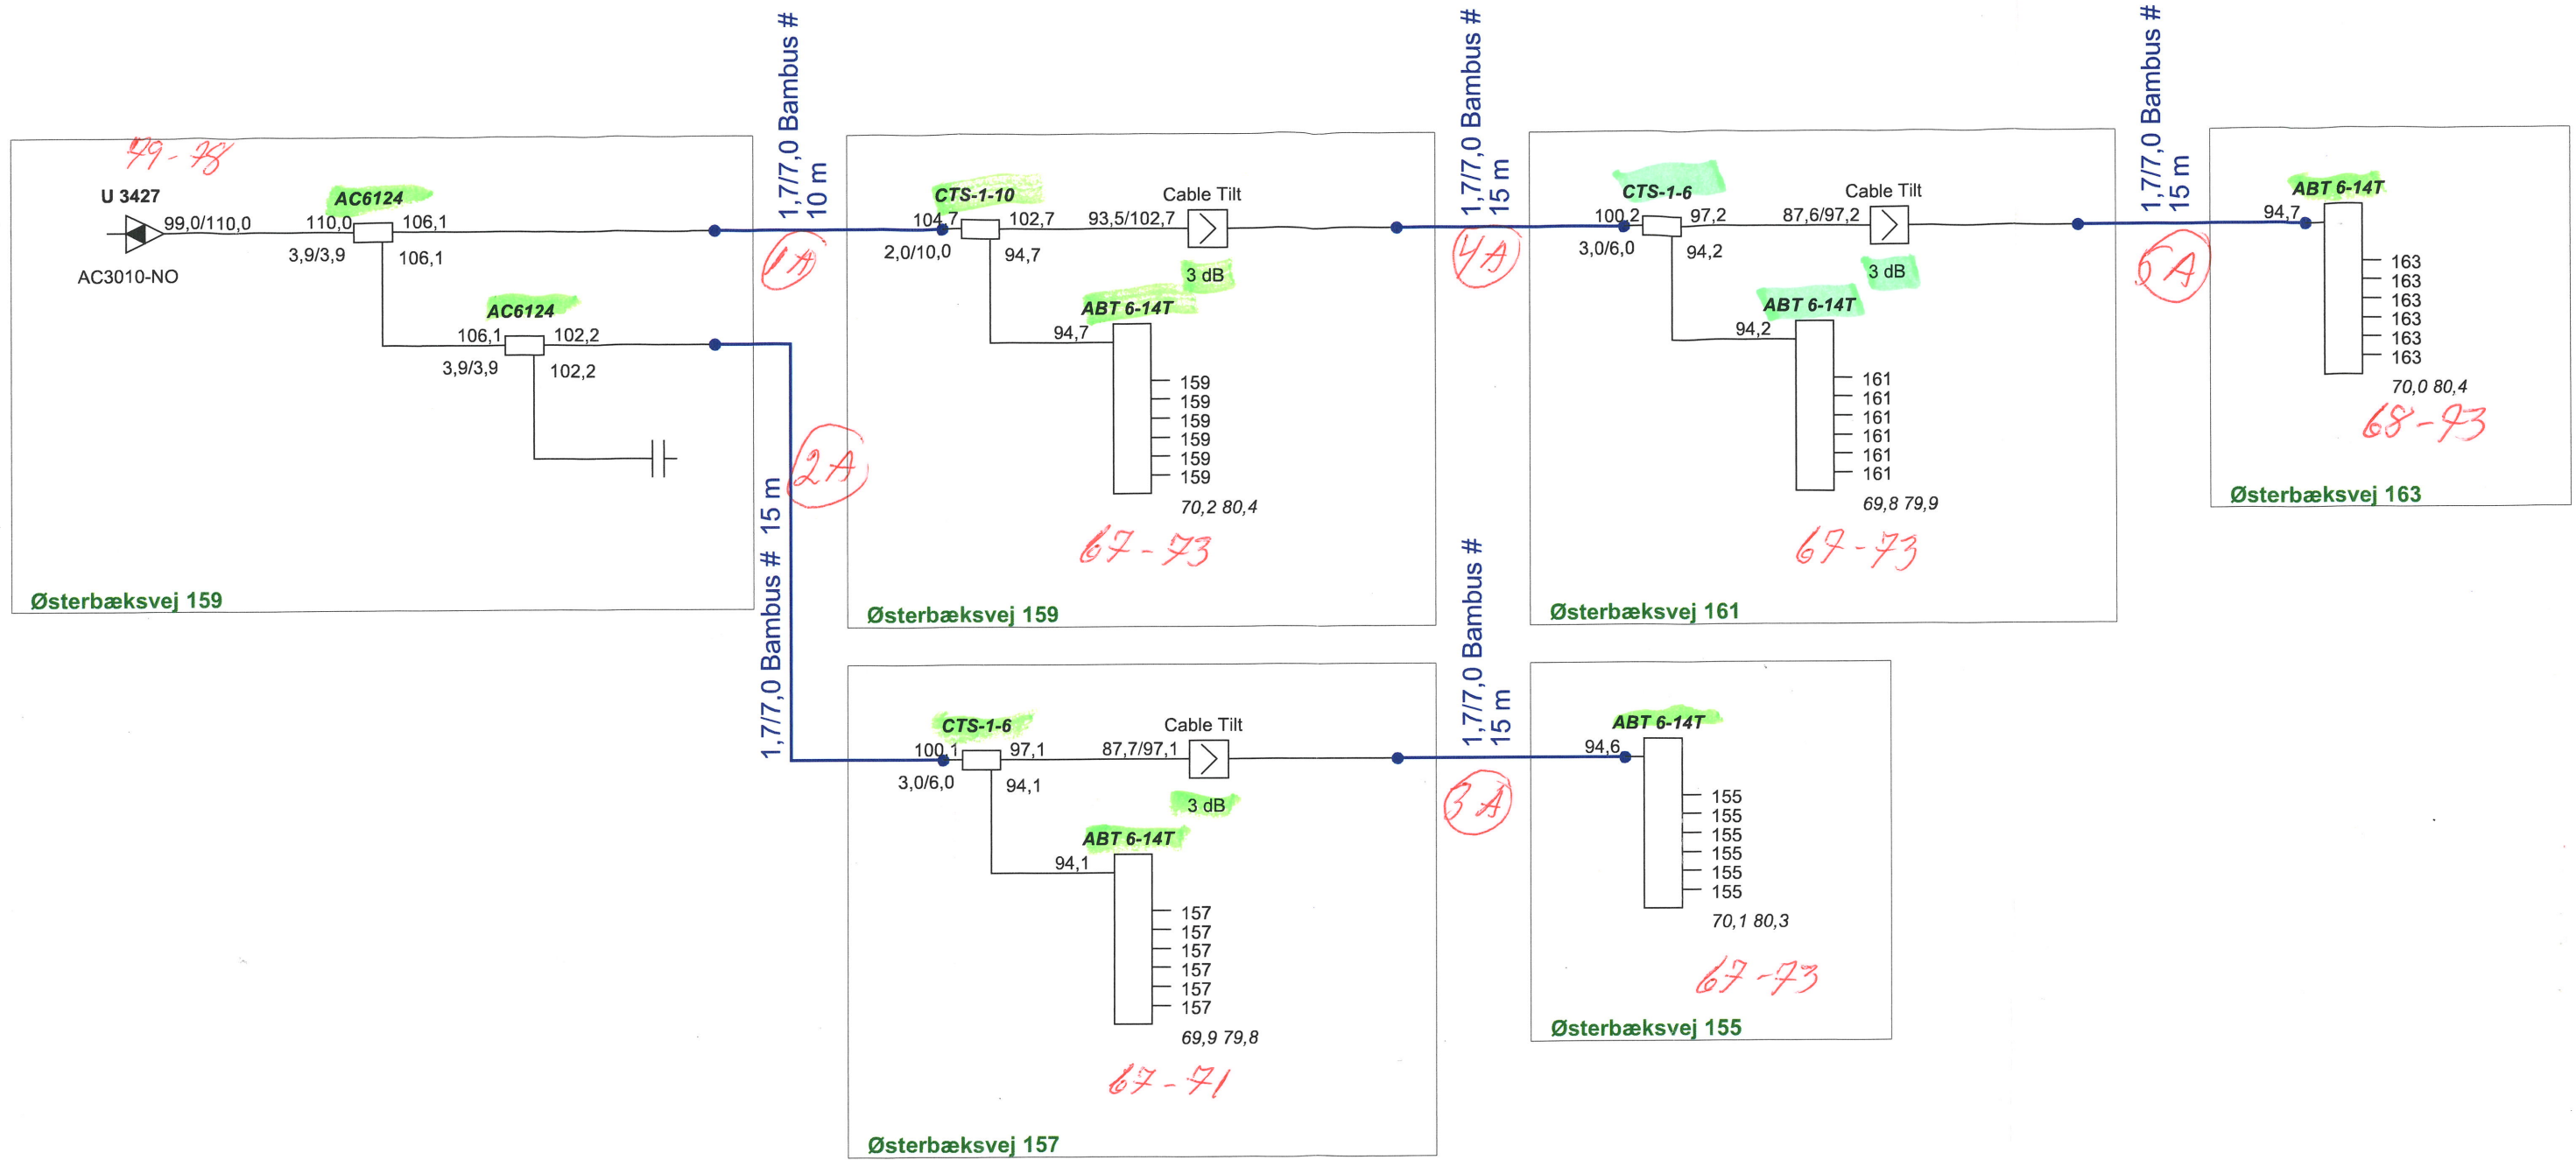 79-78
U 3427
99,0/110,0
AC3010-NO
AC6124
110,0
106,1
3,9/3,9
106,1
AC6124
106,1
102,2
3,9/3,9
102,2
Østerbæksvej 159
1,7/7,0 Bambus #
10 m
1A
1,7/7,0 Bambus # 15 m
2A
CTS-1-10
104,7
102,7
2,0/10,0
94,7
93,5/102,7
Cable Tilt
3 dB
ABT 6-14T
94,7
159
159
159
159
159
159
70,2 80,4
67-73
Østerbæksvej 159
1,7/7,0 Bambus #
15 m
4A
CTS-1-6
100,2
97,2
3,0/6,0
94,2
87,6/97,2
Cable Tilt
3 dB
ABT 6-14T
94,2
161
161
161
161
161
161
69,8 79,9
67-73
Østerbæksvej 161
1,7/7,0 Bambus #
15 m
ABT 6-14T
94,7
163
163
163
163
163
163
70,0 80,4
Østerbæksvej 163
CTS-1-6
100,1
97,1
3,0/6,0
94,1
87,7/97,1
Cable Tilt
3 dB
ABT 6-14T
94,1
157
157
157
157
157
157
69,9 79,8
67-71
Østerbæksvej 157
1,7/7,0 Bambus #
15 m
3A
ABT 6-14T
94,6
155
155
155
155
155
155
70,1 80,3
67-73
Østerbæksvej 155